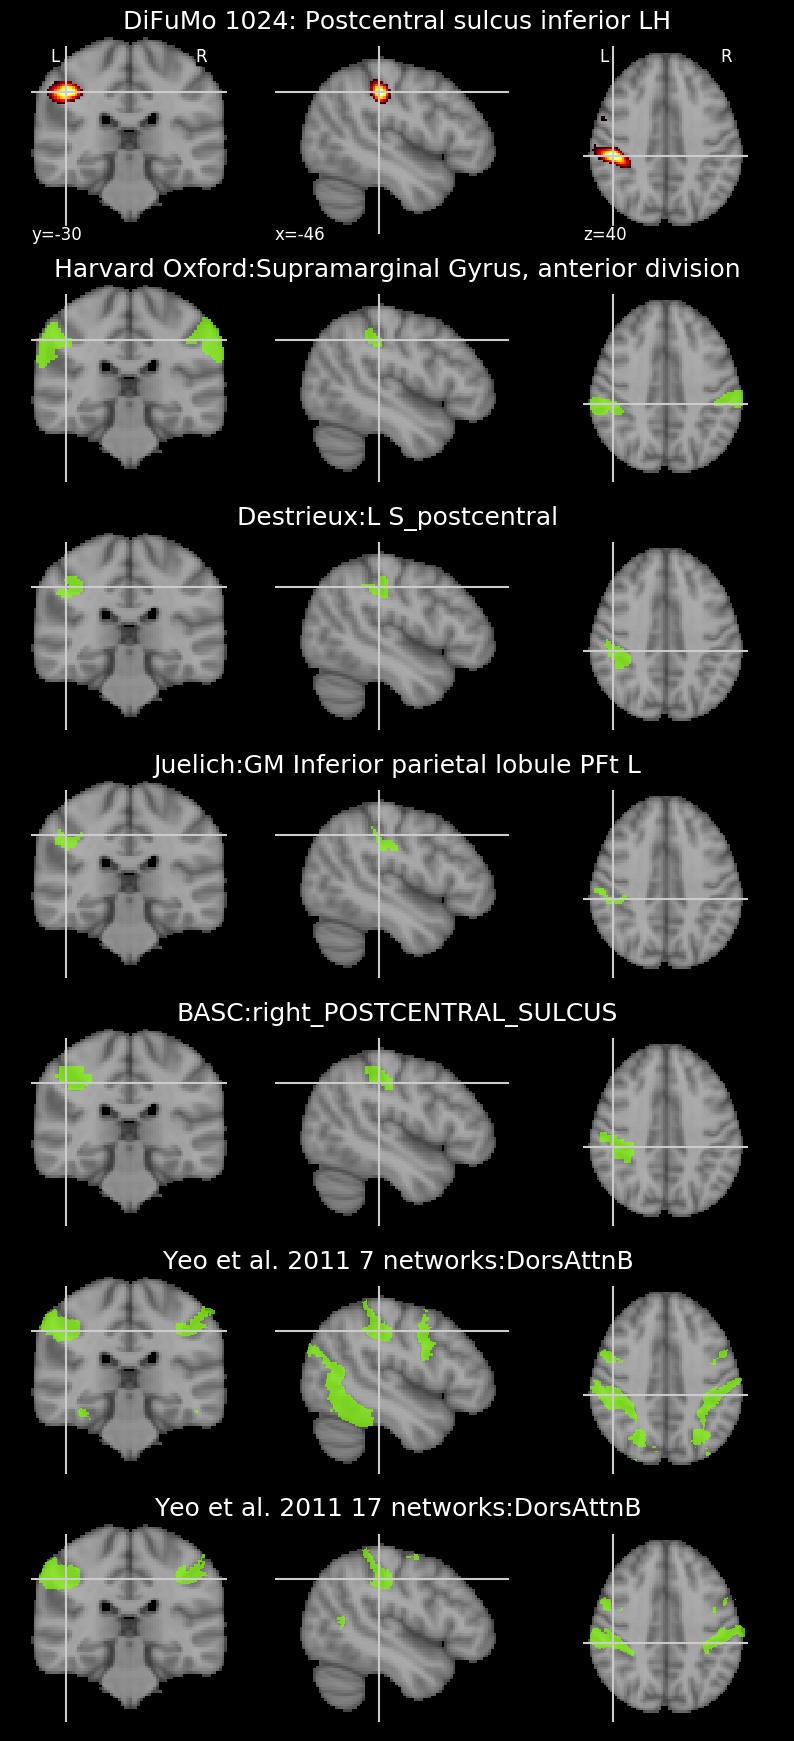 DiFuMo 1024: Postcentral sulcus inferior LH
L R L R
y=-30 x=-46 z=40
Harvard Oxford:Supramarginal Gyrus, anterior division
Destrieux:L S_postcentral
Juelich:GM Inferior parietal lobule PFt L
BASC:right_POSTCENTRAL_SULCUS
Yeo et al. 2011 7 networks:DorsAttnB
Yeo et al. 2011 17 networks:DorsAttnB